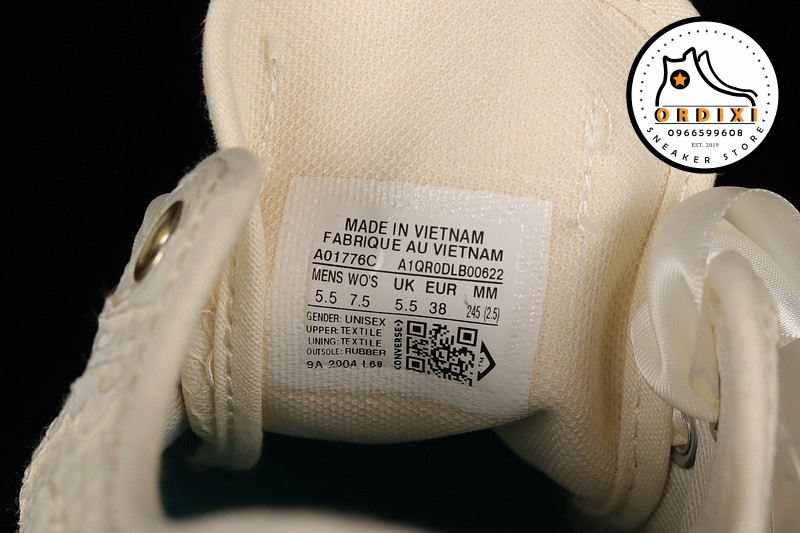 MADE IN VIETNAM
FABRIQUE AU VIETNAM
A01776C A1QR0DLB00622
MENS WO'S UK EUR MM
5.5 7.5 5.5 38 245 (2.5)
GENDER: UNISEX
UPPER: TEXTILE
LINING: TEXTILE
OUTSOLE: RUBBER
9A 2004 L68
CONVERSE
TM
ORDIXI
0966599608
EST. 2019
SNEAKER STORE